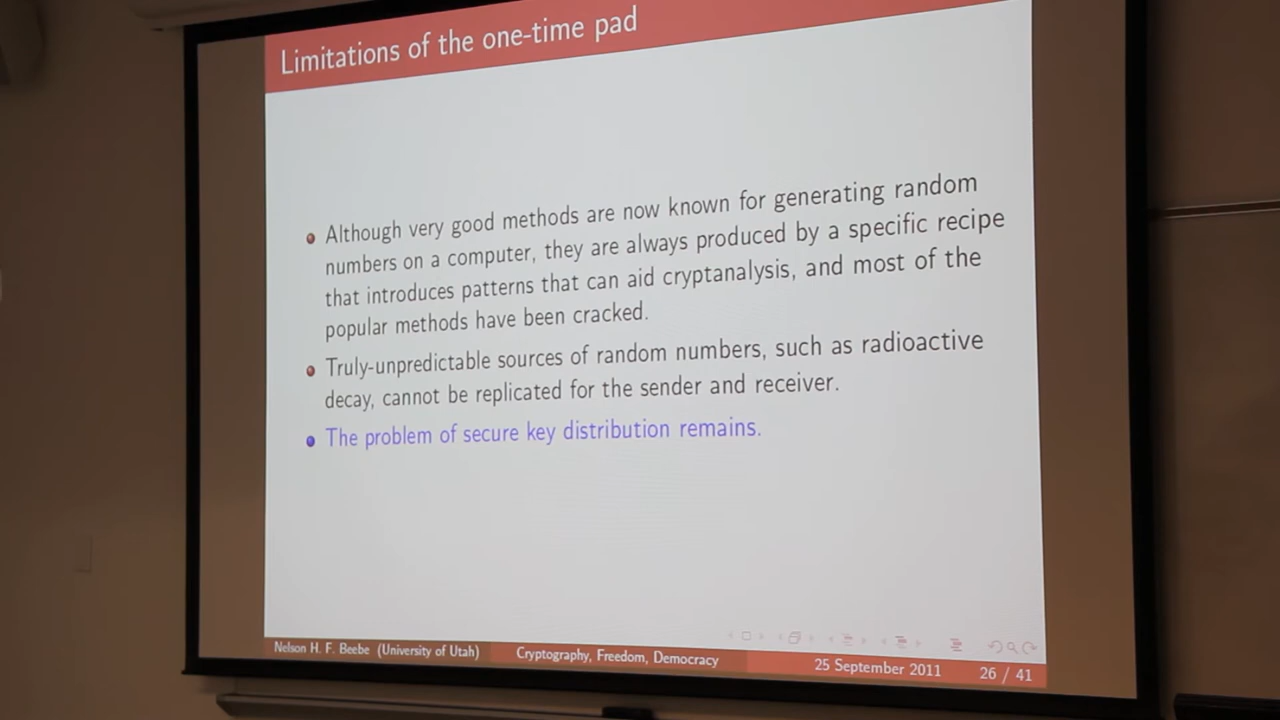 Limitations of the one-time pad
Although very good methods are now known for generating random
numbers on a computer, they are always produced by a specific recipe
that introduces patterns that can aid cryptanalysis, and most of the
popular methods have been cracked.
Truly-unpredictable sources of random numbers, such as radioactive
decay, cannot be replicated for the sender and receiver.
The problem of secure key distribution remains.
Nelson H. F. Beebe (University of Utah) Cryptography, Freedom, Democracy 25 September 2011 26 / 41